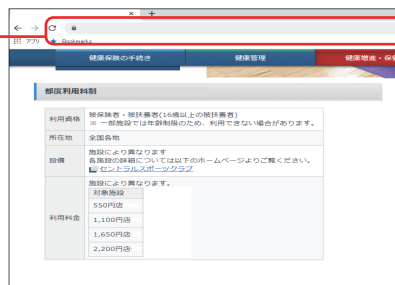 アプリ Bookmarks
健康保険の手続き 健康管理 健康増進・保
都度利用料制
利用資格 被保険者・被扶養者(16歳以上の被扶養者)
※ 一部施設では年齢制限のため、利用できない場合があります。
所在地 全国各地
設備 施設により異なります
各施設の詳細については以下のホームページよりご覧ください。
セントラルスポーツクラブ
利用料金 施設により異なります。
対象施設
550円店
1,100円店
1,650円店
2,200円店